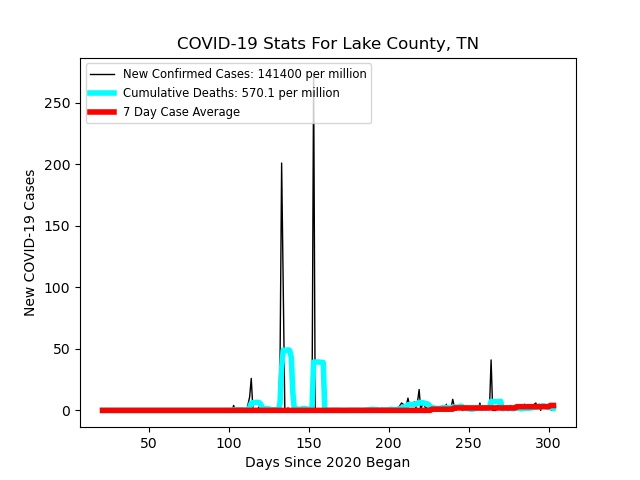 COVID-19 Stats For Lake County, TN
New Confirmed Cases: 141400 per million
Cumulative Deaths: 570.1 per million
7 Day Case Average
New COVID-19 Cases
250
200
150
100
50
0
50 100 150 200 250 300
Days Since 2020 Began